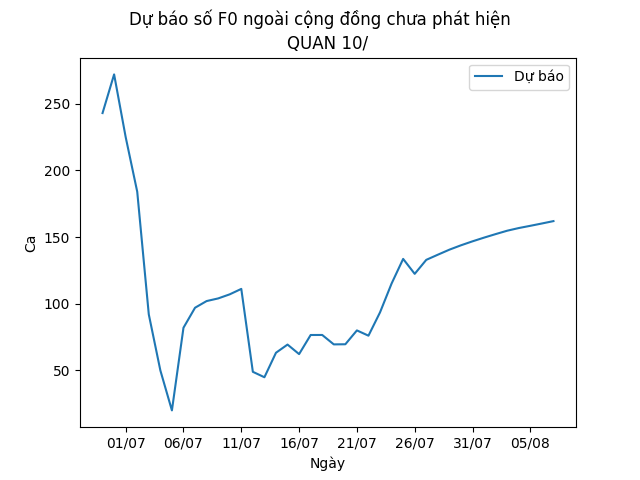 Dự báo số F0 ngoài cộng đồng chưa phát hiện
QUAN 10/
Dự báo
250
200
150
100
50
Ca
01/07 06/07 11/07 16/07 21/07 26/07 31/07 05/08
Ngày